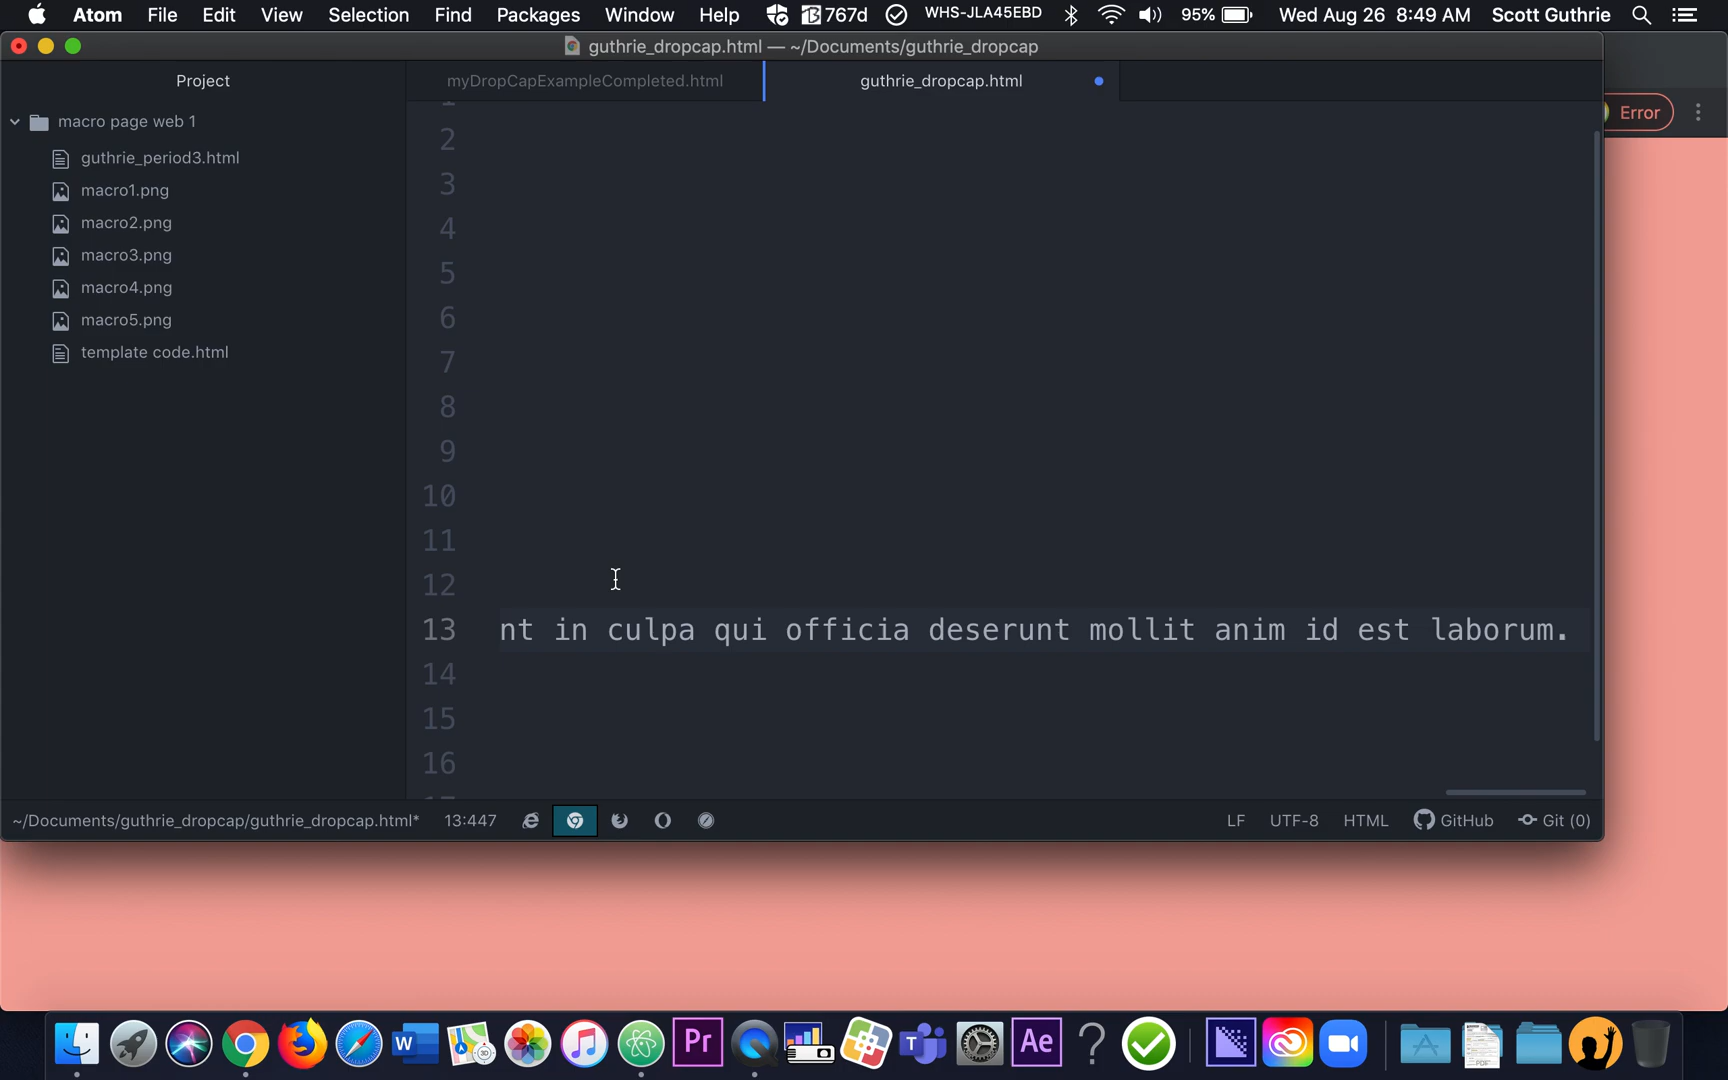 Atom File Edit View Selection Find Packages Window Help 767d WHS-JLA45EBD 95% Wed Aug 26 8:49 AM Scott Guthrie
guthrie_dropcap.html — ~/Documents/guthrie_dropcap
Project
myDropCapExampleCompleted.html
guthrie_dropcap.html
Error
macro page web 1
guthrie_period3.html
macro1.png
macro2.png
macro3.png
macro4.png
macro5.png
template code.html
2
3
4
5
6
7
8
9
10
11
12
13 nt in culpa qui officia deserunt mollit anim id est laborum.
14
15
16
~/Documents/guthrie_dropcap/guthrie_dropcap.html* 13:447 LF UTF-8 HTML GitHub Git (0)
W 3D Pr T Ae ? PDF